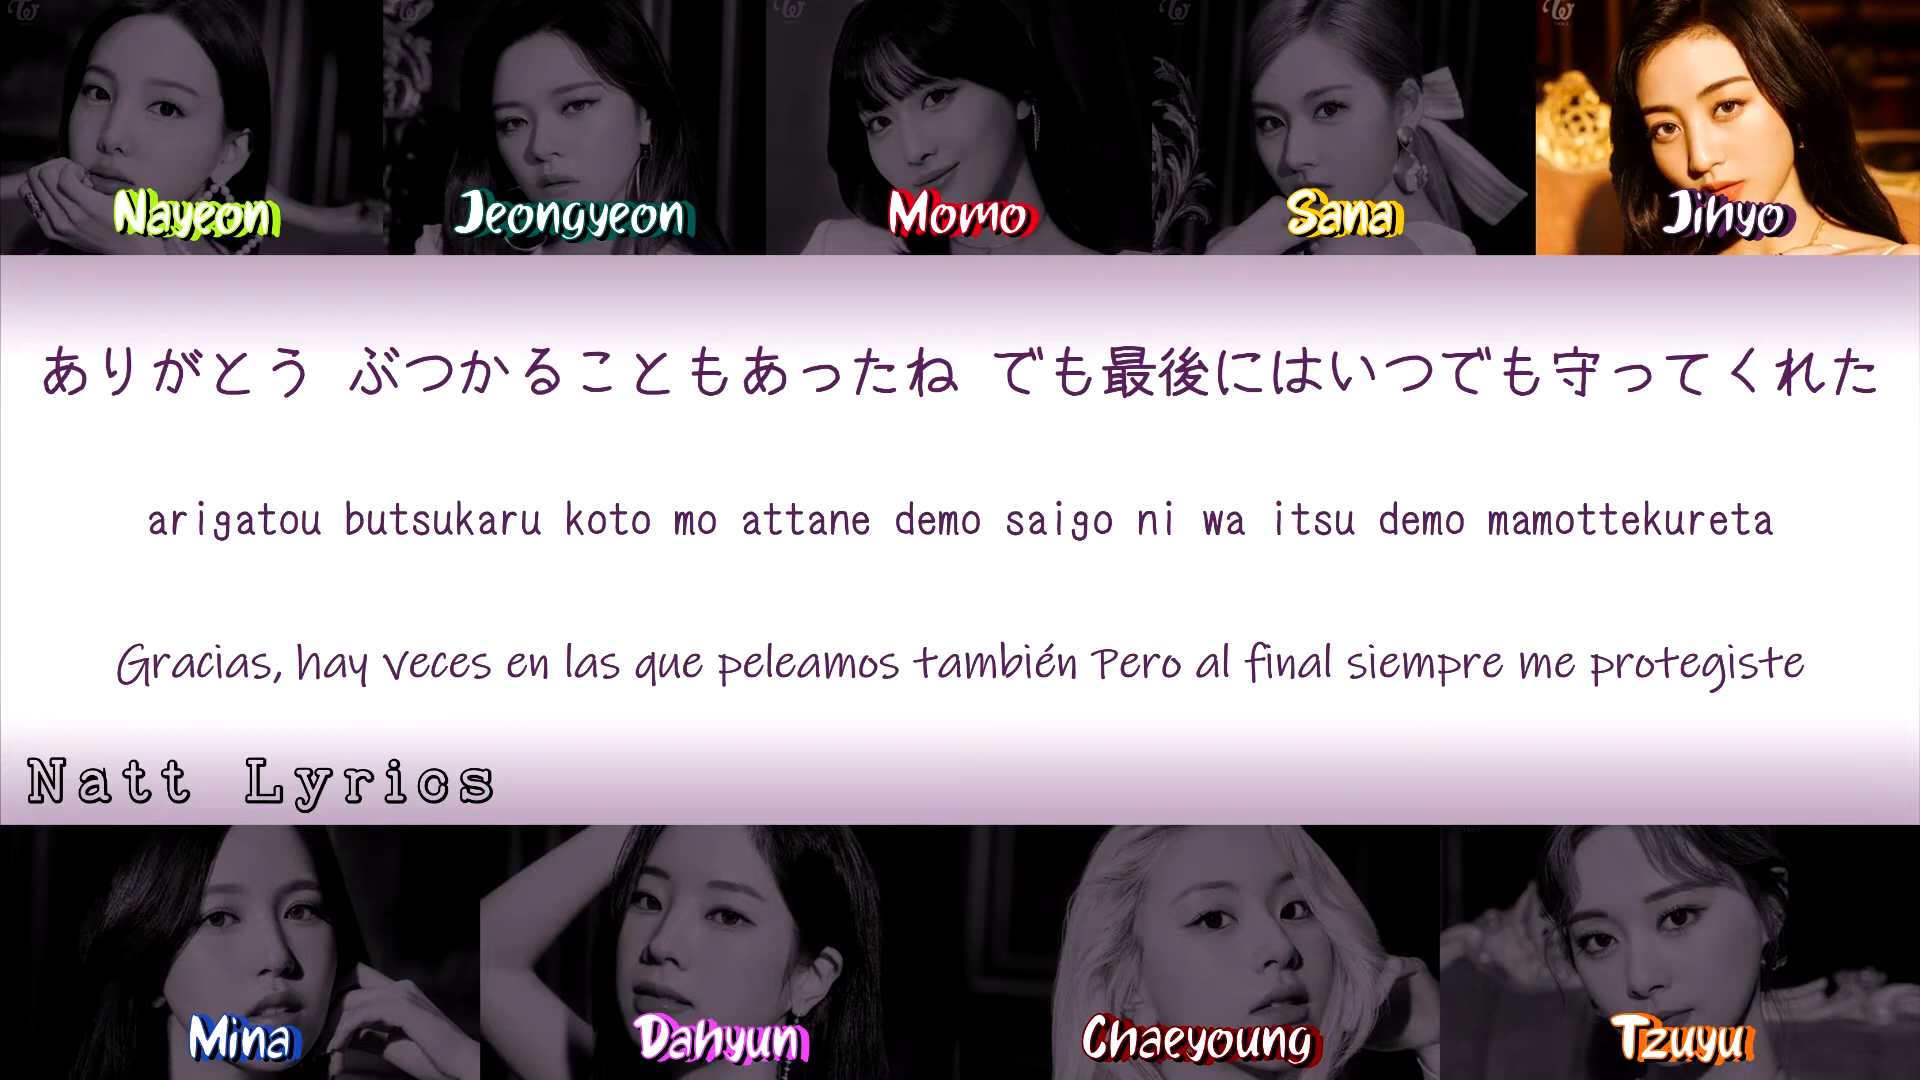 Nayeon
Jeongyeon
Momo
Sana
Jihyo
ありがとう ぶつかることもあったね でも最後にはいつでも守ってくれた
arigatou butsukaru koto mo attane demo saigo ni wa itsu demo mamottekureta
Gracias, hay veces en las que peleamos también Pero al final siempre me protegiste
Natt Lyrics
Mina
Dahyun
Chaeyoung
Tzuyu